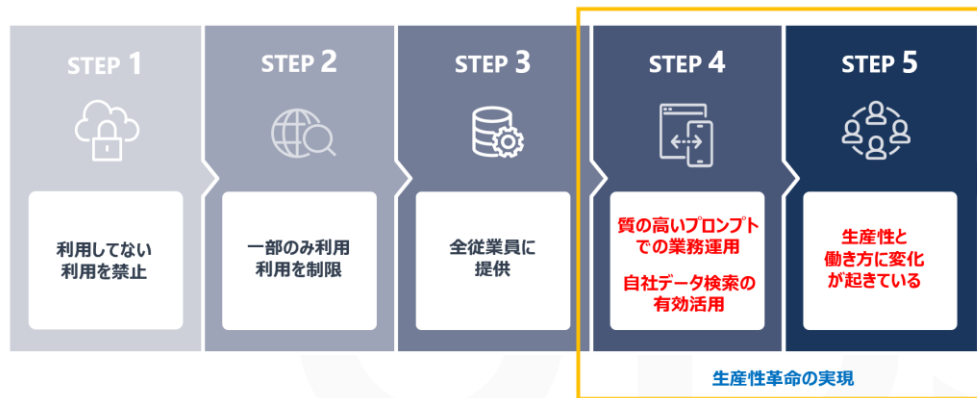 STEP 1
利用してない
利用を禁止
STEP 2
一部のみ利用
利用を制限
STEP 3
全従業員に
提供
STEP 4
質の高いプロンプト
での業務運用
自社データ検索の
有効活用
STEP 5
生産性と
働き方に変化
が起きている
生産性革命の実現